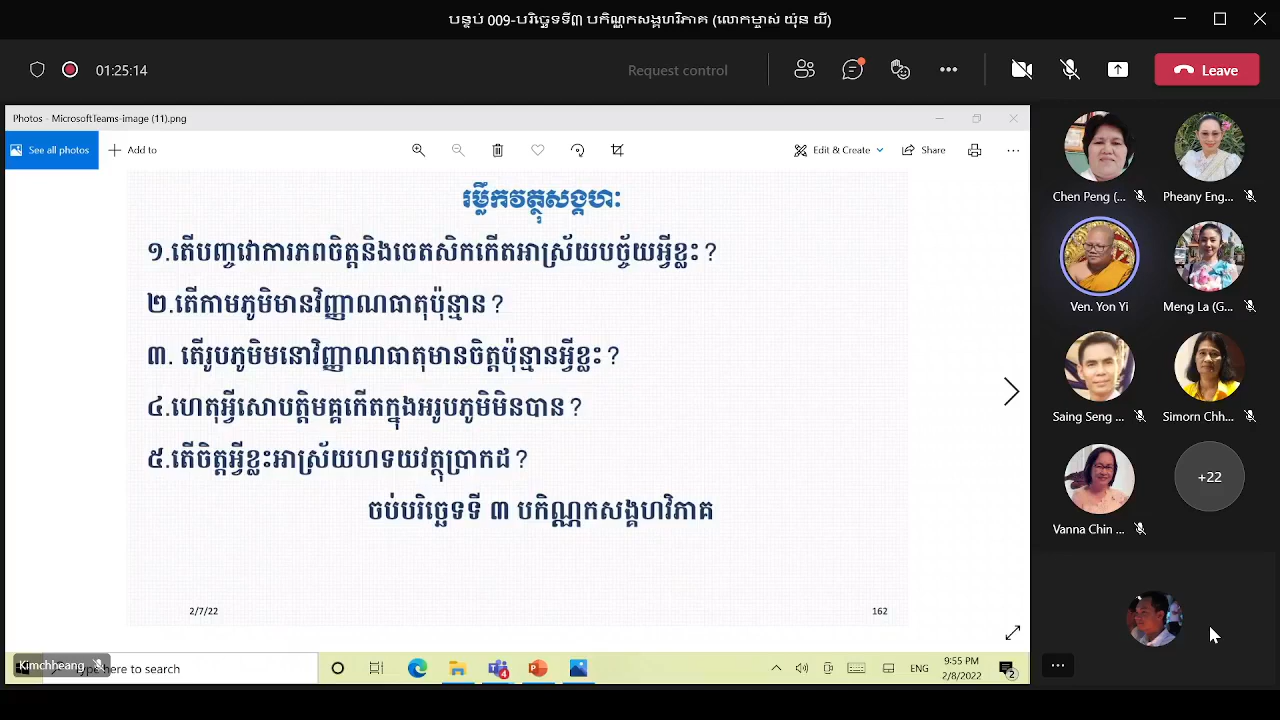 បន្ទប់ 009-បរិច្ឆេទទី៣ បកិណ្ណកសង្គហវិភាគ (លោកម្ចាស់ យ៉ុន យី)
01:25:14
Request control
Leave
Photos - MicrosoftTeams-image (11).png
See all photos
Add to
Edit & Create
Share
រម្លឹកវត្ថុសង្គហៈ
១.តើបញ្ចវោការភពចិត្តនិងចេតសិកកើតអាស្រ័យបច្ច័យអ្វីខ្លះ?
២.តើកាមភូមិមានវិញ្ញាណធាតុប៉ុន្មាន?
៣. តើរូបភូមិមនោវិញ្ញាណធាតុមានចិត្តប៉ុន្មានអ្វីខ្លះ?
៤.ហេតុអ្វីសោបត្តិមគ្គកើតក្នុងអរូបភូមិមិនបាន?
៥.តើចិត្តអ្វីខ្លះអាស្រ័យហទយវត្ថុប្រាកដ?
ចប់បរិច្ឆេទទី ៣ បកិណ្ណកសង្គហវិភាគ
2/7/22
162
Chen Peng (...
Pheany Eng...
Ven. Yon Yi
Meng La (G...
Saing Seng ...
Simorn Chh...
Vanna Chin ...
+22
Kimchheang
ype here to search
4
ENG
9:55 PM
2/8/2022
2